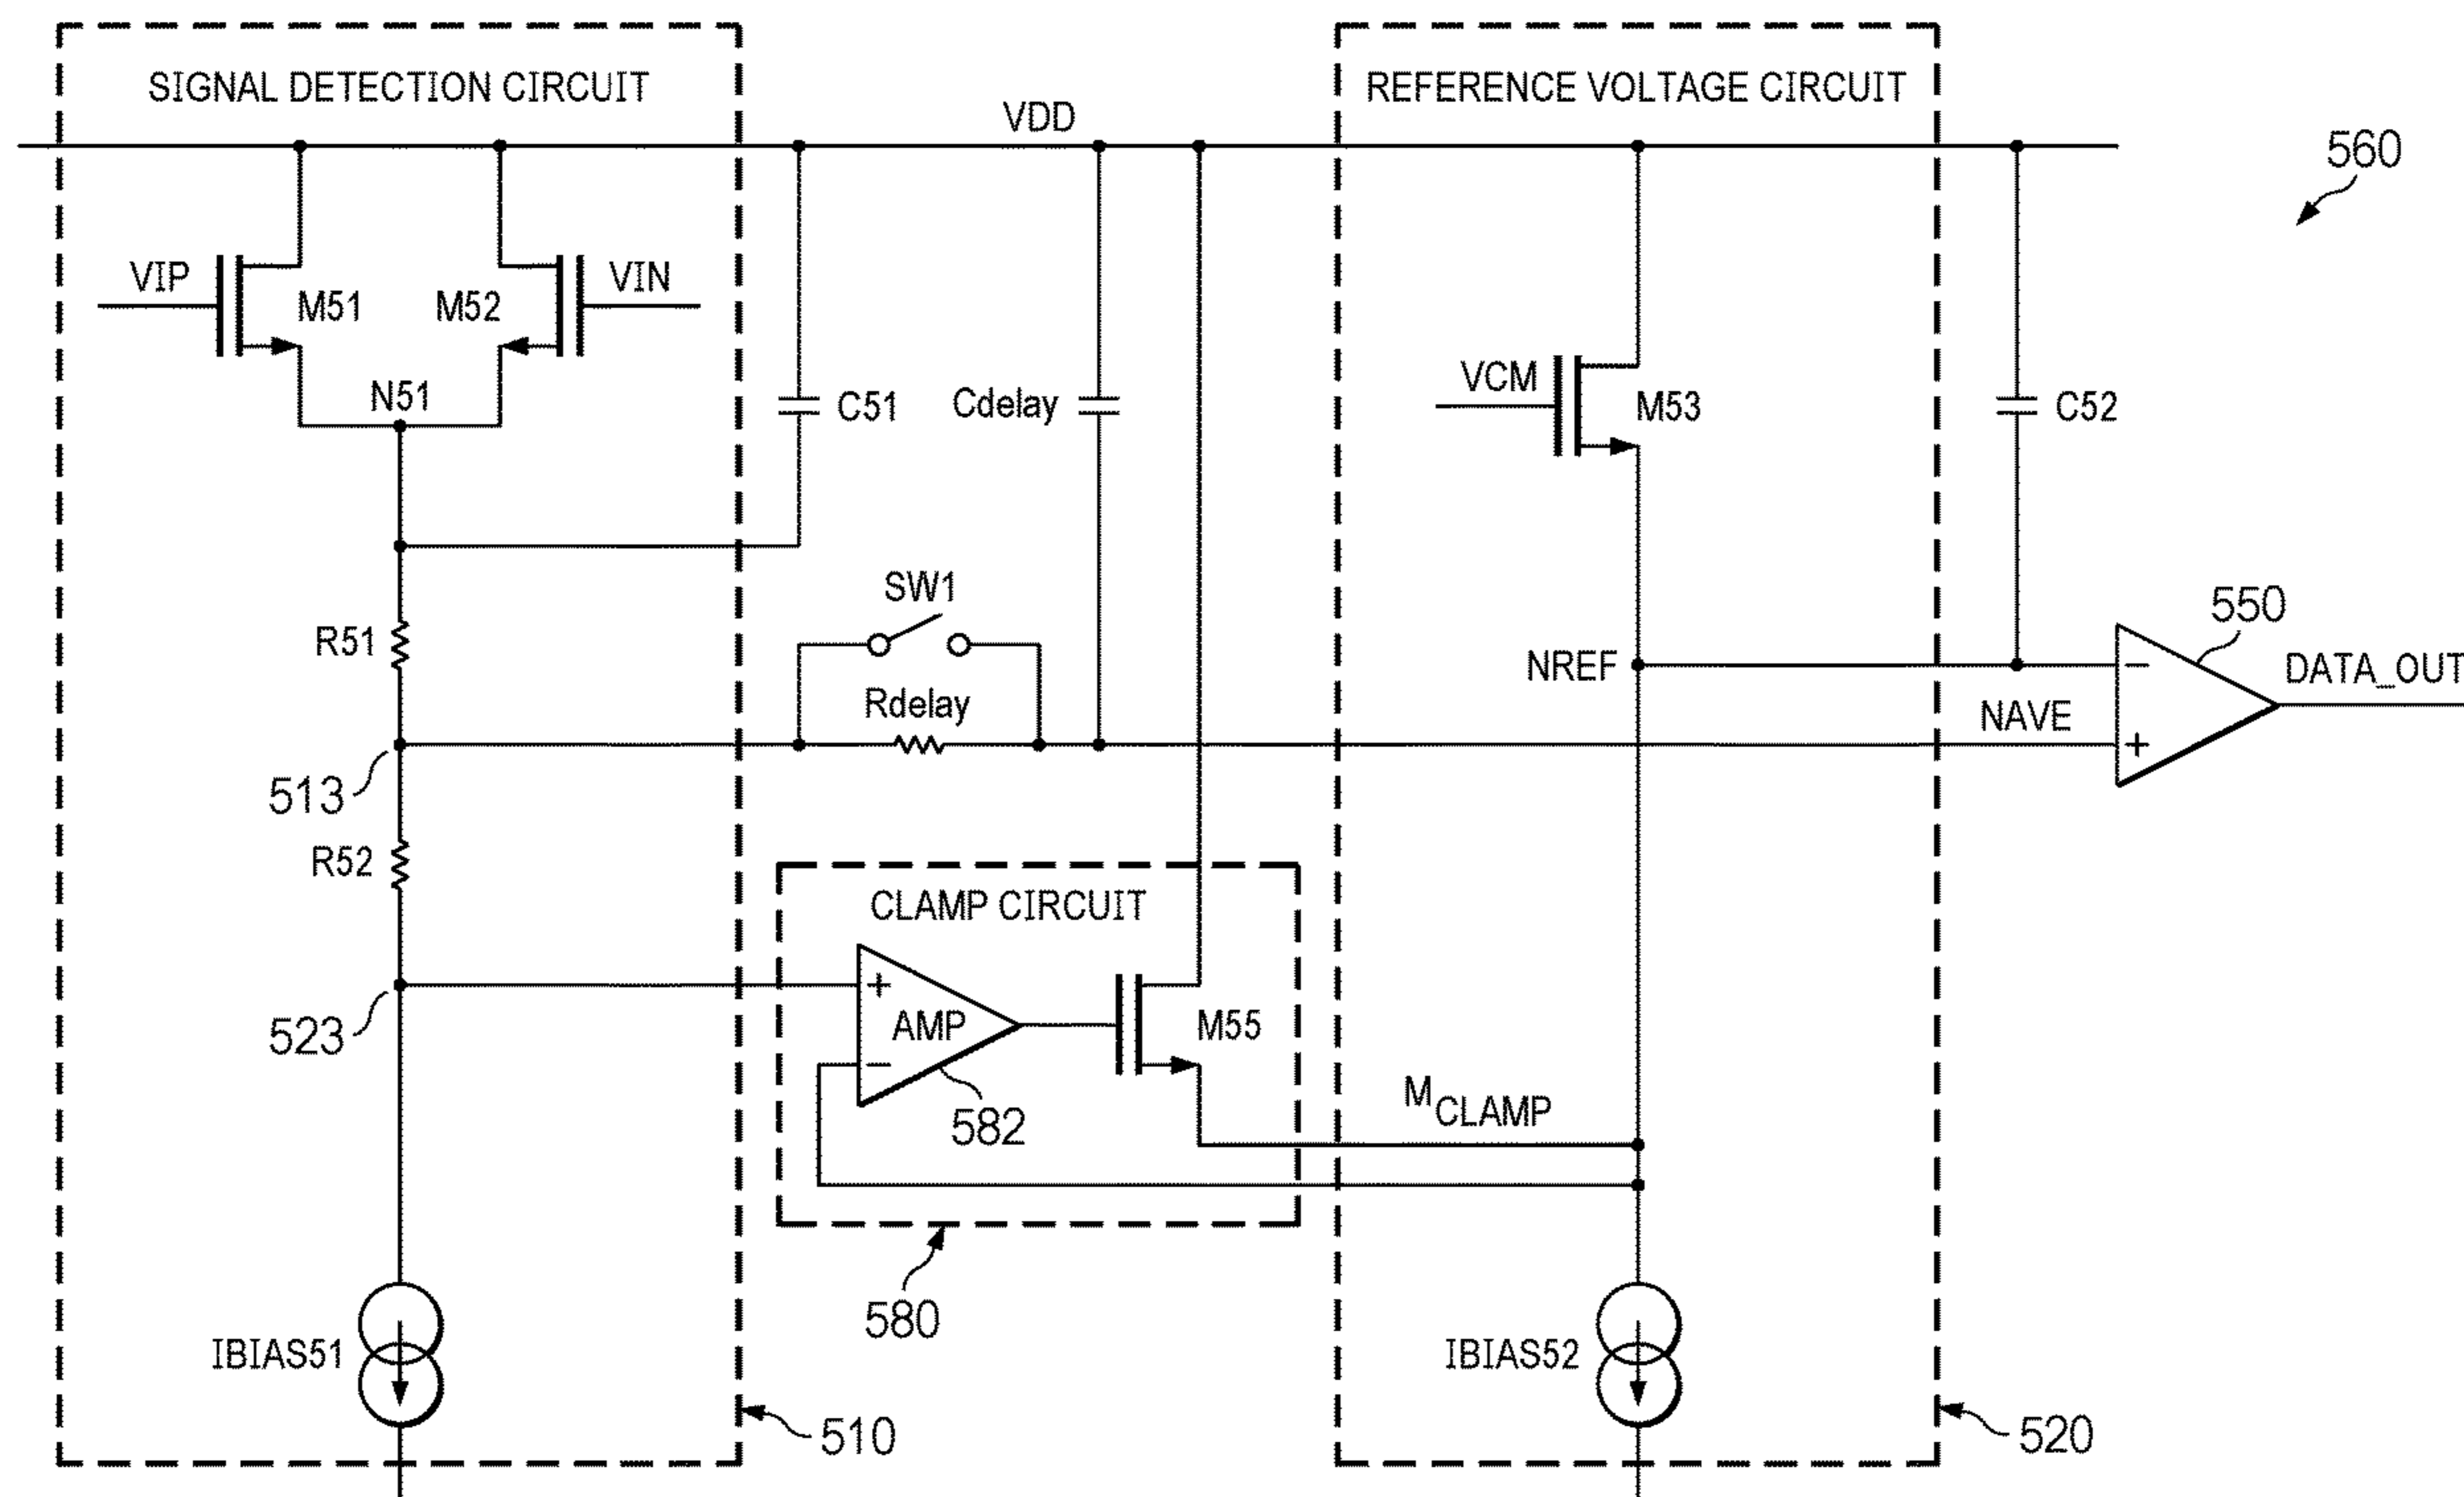 SIGNAL DETECTION CIRCUIT
REFERENCE VOLTAGE CIRCUIT
VDD
560
VIP
M51
M52
VIN
N51
C51
Cdelay
VCM
M53
C52
SW1
R51
Rdelay
NREF
NAVE
550
DATA_OUT
−
+
513
R52
CLAMP CIRCUIT
+
AMP
−
M55
523
582
MCLAMP
580
IBIAS51
IBIAS52
510
520